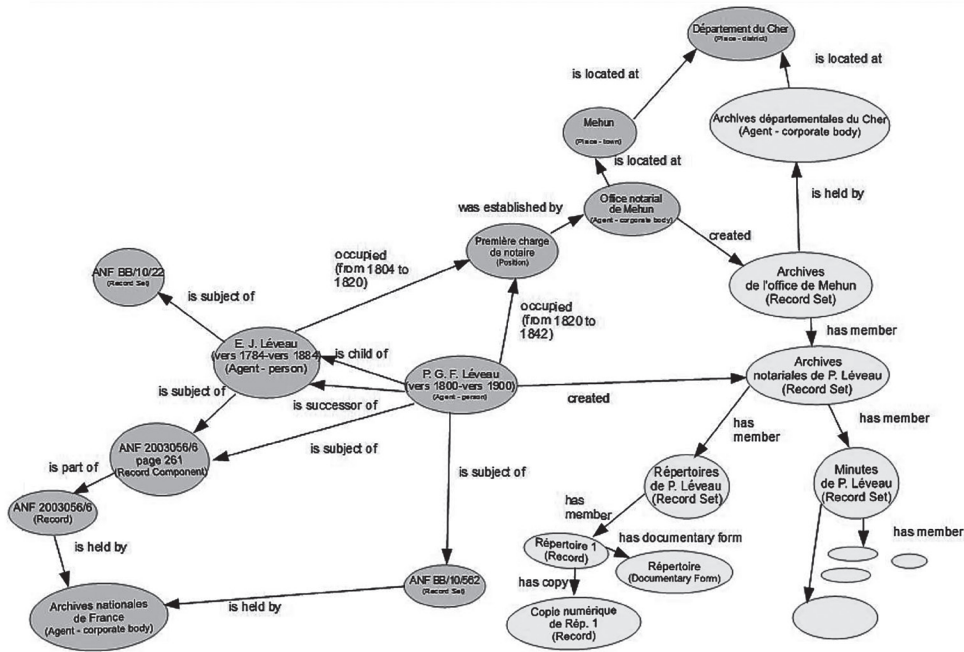 Département du Cher
(Place - district)
is located at
is located at
Mehun
(Place - town)
Archives départementales du Cher
(Agent - corporate body)
is located at
is held by
Office notarial
de Mehun
(Agent - corporate body)
was established by
created
Première charge
de notaire
(Position)
occupied
(from 1804 to
1820)
ANF BB/10/22
(Record Set)
Archives
de l'office de Mehun
(Record Set)
is subject of
occupied
(from 1820 to
1842)
has member
E. J. Léveau
(vers 1784-vers 1884)
(Agent - person)
is child of
P. G. F. Léveau
(vers 1800-vers 1900)
(Agent - person)
Archives
notariales de P. Léveau
(Record Set)
is subject of
is successor of
created
has
member
has member
ANF 2003056/6
page 261
(Record Component)
is subject of
is part of
is subject of
Répertoires
de P. Léveau
(Record Set)
Minutes
de P. Léveau
(Record Set)
ANF 2003056/6
(Record)
has
member
has member
is held by
Répertoire 1
(Record)
has documentary form
Répertoire
(Documentary Form)
has copy
ANF BB/10/562
(Record Set)
Archives nationales
de France
(Agent - corporate body)
is held by
Copie numérique
de Rép. 1
(Record)